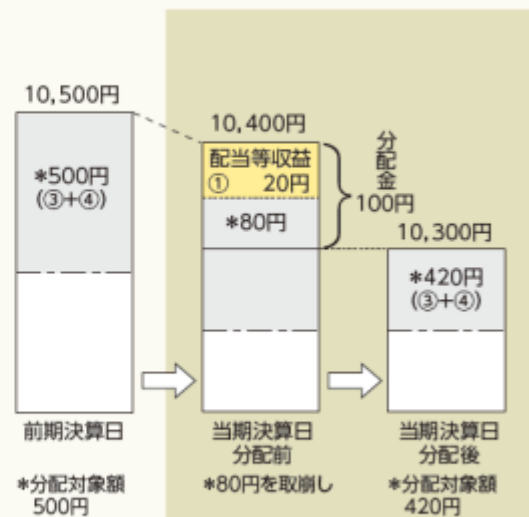 10,500円
*500円
(③+④)
前期決算日
*分配対象額
500円
10,400円
配当等収益
① 20円
*80円
分配金
100円
当期決算日
分配前
*80円を取崩し
10,300円
*420円
(③+④)
当期決算日
分配後
*分配対象額
420円